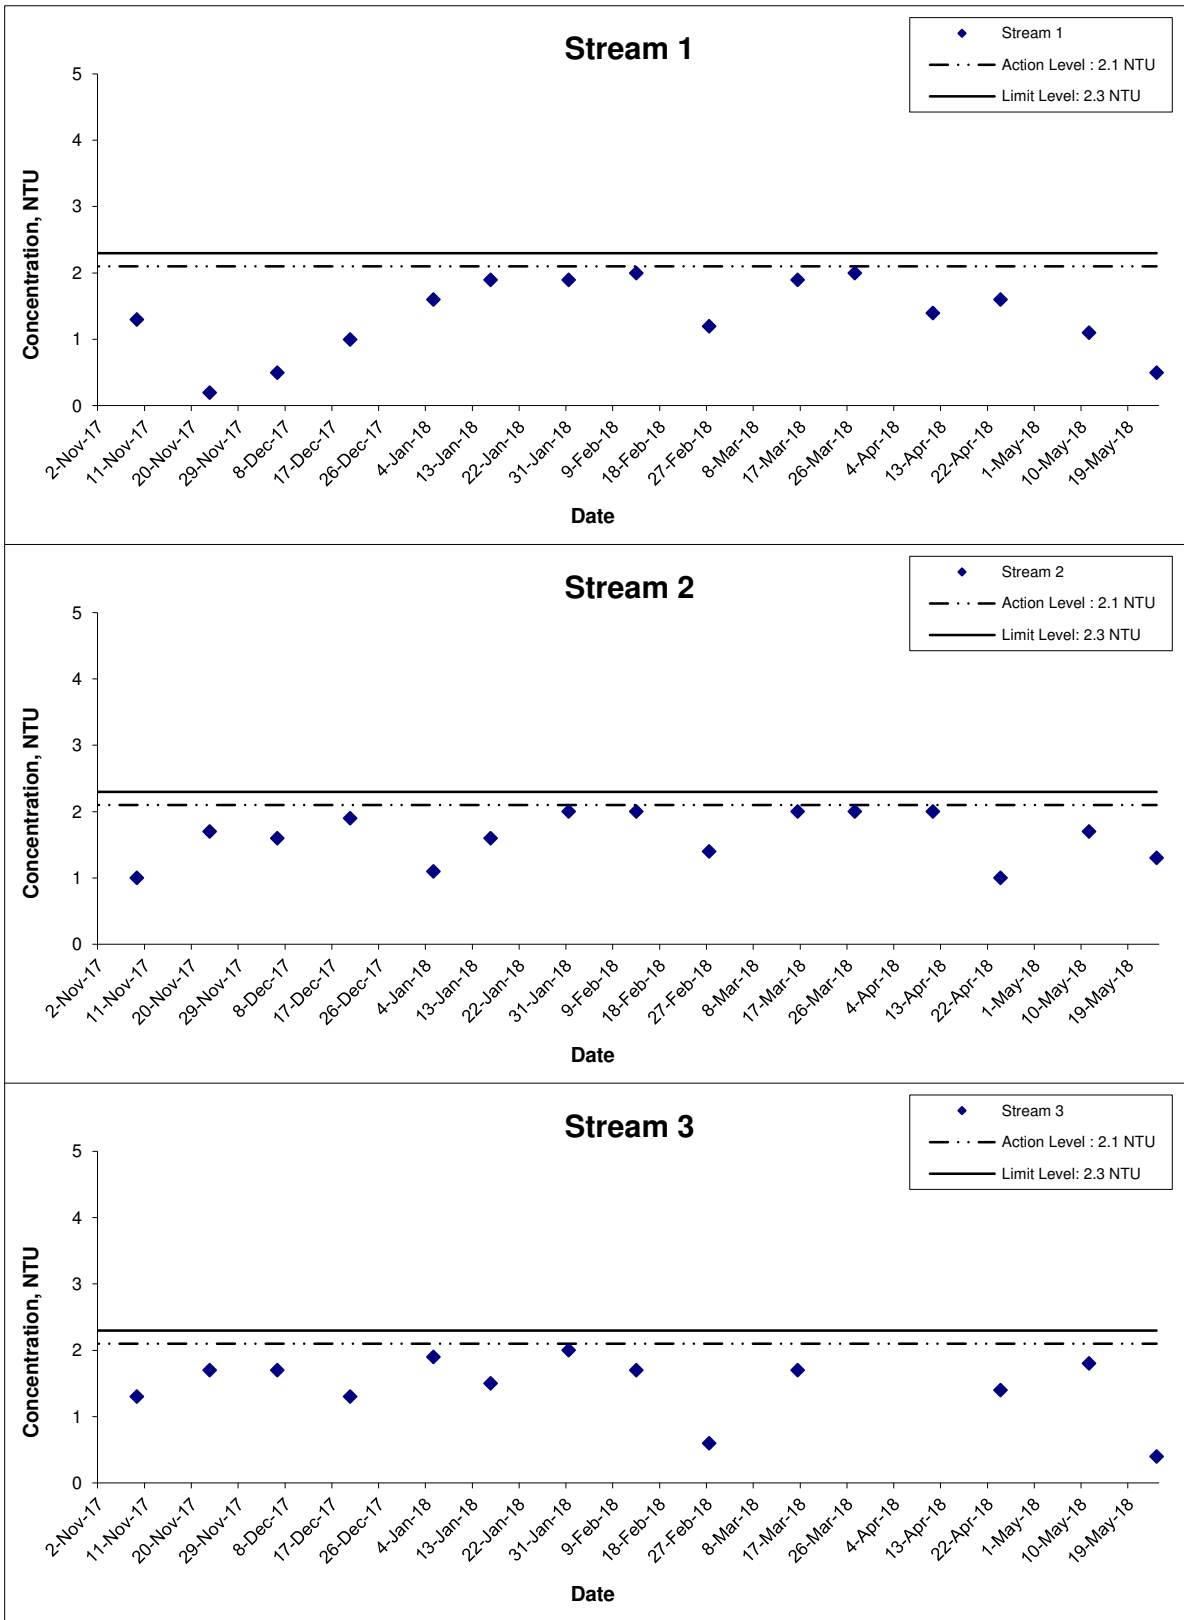 Stream 1
Stream 1
Action Level : 2.1 NTU
Limit Level: 2.3 NTU
5
4
3
2
1
0
Concentration, NTU
2-Nov-17
11-Nov-17
20-Nov-17
29-Nov-17
8-Dec-17
17-Dec-17
26-Dec-17
4-Jan-18
13-Jan-18
22-Jan-18
31-Jan-18
9-Feb-18
18-Feb-18
27-Feb-18
8-Mar-18
17-Mar-18
26-Mar-18
4-Apr-18
13-Apr-18
22-Apr-18
1-May-18
10-May-18
19-May-18
Date
Stream 2
Stream 2
Action Level : 2.1 NTU
Limit Level: 2.3 NTU
5
4
3
2
1
0
Concentration, NTU
2-Nov-17
11-Nov-17
20-Nov-17
29-Nov-17
8-Dec-17
17-Dec-17
26-Dec-17
4-Jan-18
13-Jan-18
22-Jan-18
31-Jan-18
9-Feb-18
18-Feb-18
27-Feb-18
8-Mar-18
17-Mar-18
26-Mar-18
4-Apr-18
13-Apr-18
22-Apr-18
1-May-18
10-May-18
19-May-18
Date
Stream 3
Stream 3
Action Level : 2.1 NTU
Limit Level: 2.3 NTU
5
4
3
2
1
0
Concentration, NTU
2-Nov-17
11-Nov-17
20-Nov-17
29-Nov-17
8-Dec-17
17-Dec-17
26-Dec-17
4-Jan-18
13-Jan-18
22-Jan-18
31-Jan-18
9-Feb-18
18-Feb-18
27-Feb-18
8-Mar-18
17-Mar-18
26-Mar-18
4-Apr-18
13-Apr-18
22-Apr-18
1-May-18
10-May-18
19-May-18
Date